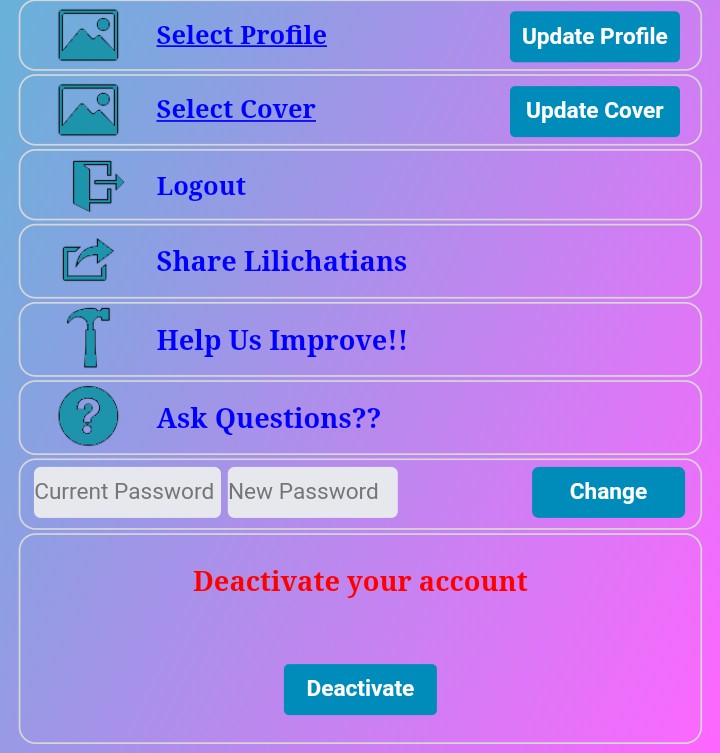 Select Profile Update Profile
Select Cover Update Cover
Logout
Share Lilichatians
Help Us Improve!!
Ask Questions??
Current Password New Password Change
Deactivate your account
Deactivate